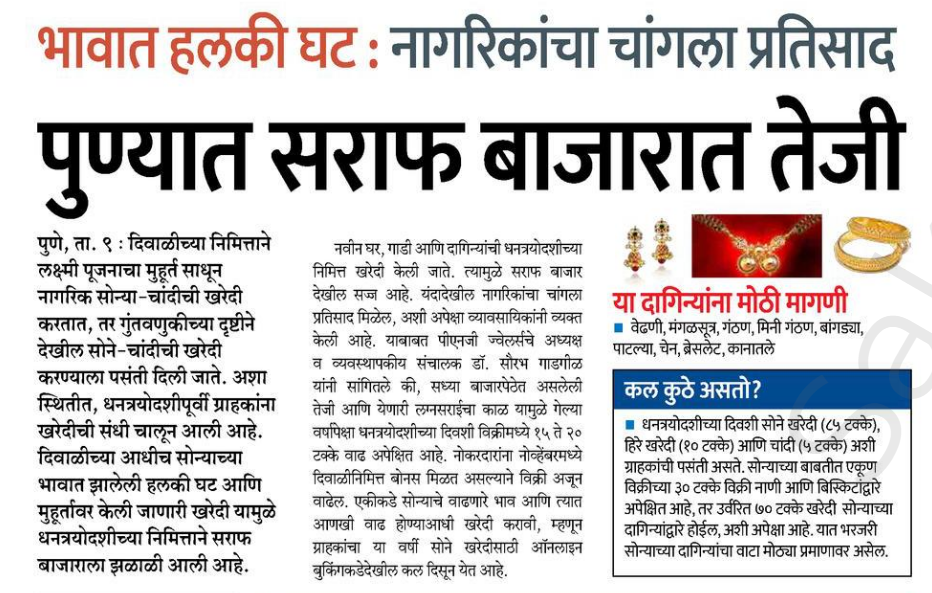 भावात हलकी घट : नागरिकांचा चांगला प्रतिसाद
पुण्यात सराफ बाजारात तेजी
पुणे, ता. ९ : दिवाळीच्या निमित्ताने
लक्ष्मी पूजनाचा मुहूर्त साधून
नागरिक सोन्या-चांदीची खरेदी
करतात, तर गुंतवणुकीच्या दृष्टीने
देखील सोने-चांदीची खरेदी
करण्याला पसंती दिली जाते. अशा
स्थितीत, धनत्रयोदशीपूर्वी ग्राहकांना
खरेदीची संधी चालून आली आहे.
दिवाळीच्या आधीच सोन्याच्या
भावात झालेली हलकी घट आणि
मुहूर्तावर केली जाणारी खरेदी यामुळे
धनत्रयोदशीच्या निमित्ताने सराफ
बाजाराला झळाळी आली आहे.
नवीन घर, गाडी आणि दागिन्यांची धनत्रयोदशीच्या
निमित्त खरेदी केली जाते. त्यामुळे सराफ बाजार
देखील सज्ज आहे. यंदादेखील नागरिकांचा चांगला
प्रतिसाद मिळेल, अशी अपेक्षा व्यावसायिकांनी व्यक्त
केली आहे. याबाबत पीएनजी ज्वेलर्सचे अध्यक्ष
व व्यवस्थापकीय संचालक डॉ. सौरभ गाडगीळ
यांनी सांगितले की, सध्या बाजारपेठेत असलेली
तेजी आणि येणारी लग्नसराईचा काळ यामुळे गेल्या
वर्षापेक्षा धनत्रयोदशीच्या दिवशी विक्रीमध्ये १५ ते २०
टक्के वाढ अपेक्षित आहे. नोकरदारांना नोव्हेंबरमध्ये
दिवाळीनिमित्त बोनस मिळत असल्याने विक्री अजून
वाढेल. एकीकडे सोन्याचे वाढणारे भाव आणि त्यात
आणखी वाढ होण्याआधी खरेदी करावी, म्हणून
ग्राहकांचा या वर्षी सोने खरेदीसाठी ऑनलाइन
बुकिंगकडेदेखील कल दिसून येत आहे.
या दागिन्यांना मोठी मागणी
■ वेढणी, मंगळसूत्र, गंठण, मिनी गंठण, बांगड्या,
पाटल्या, चेन, ब्रेसलेट, कानातले
कल कुठे असतो?
■ धनत्रयोदशीच्या दिवशी सोने खरेदी (८५ टक्के),
हिरे खरेदी (१० टक्के) आणि चांदी (५ टक्के) अशी
ग्राहकांची पसंती असते. सोन्याच्या बाबतीत एकूण
विक्रीच्या ३० टक्के विक्री नाणी आणि बिस्किटांद्वारे
अपेक्षित आहे, तर उर्वरित ७० टक्के खरेदी सोन्याच्या
दागिन्यांद्वारे होईल, अशी अपेक्षा आहे. यात भरजरी
सोन्याच्या दागिन्यांचा वाटा मोठ्या प्रमाणावर असेल.